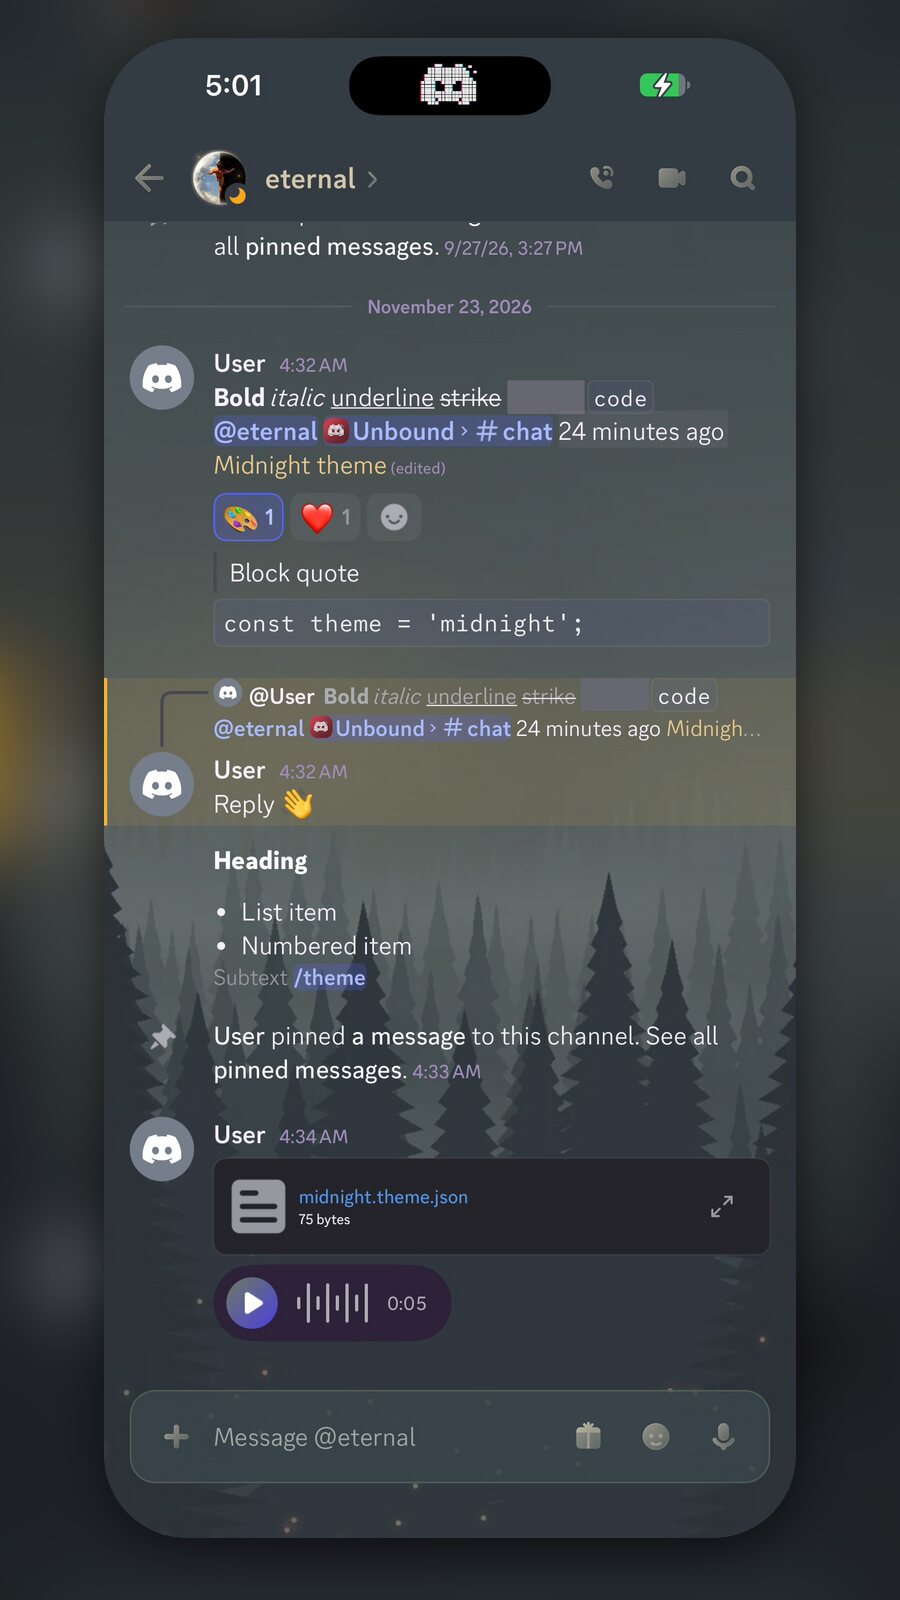 5:01
eternal
all pinned messages. 9/27/26, 3:27 PM
November 23, 2026
User 4:32 AM
Bold italic underline strike code
@eternal Unbound › # chat 24 minutes ago
Midnight theme (edited)
1 1
Block quote
const theme = 'midnight';
@User Bold italic underline strike code
@eternal Unbound › # chat 24 minutes ago Midnigh...
User 4:32 AM
Reply 👋
Heading
• List item
• Numbered item
Subtext /theme
User pinned a message to this channel. See all
pinned messages. 4:33 AM
User 4:34 AM
midnight.theme.json
75 bytes
0:05
Message @eternal